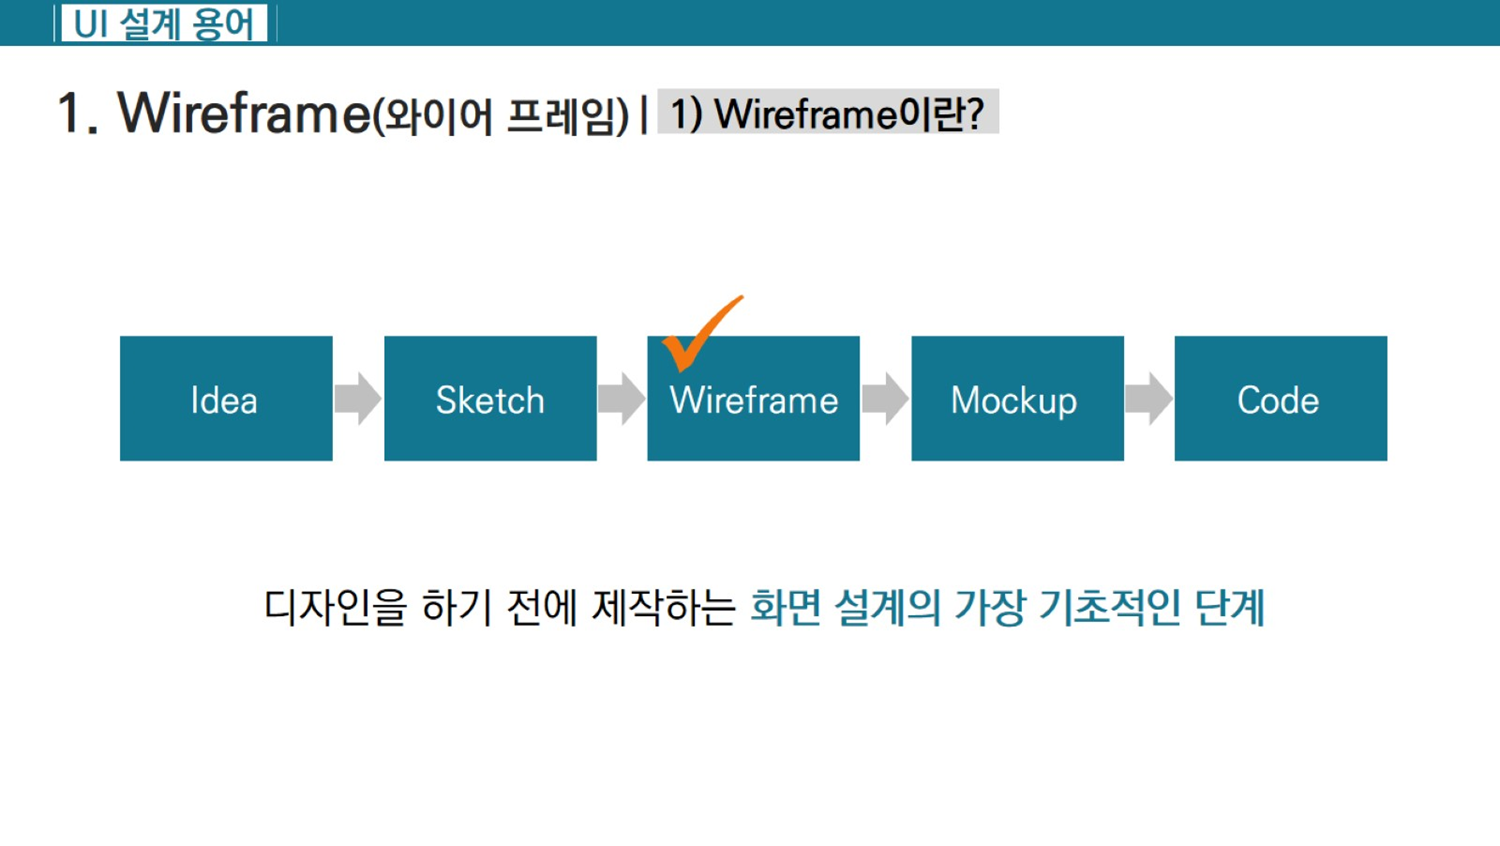 UI 설계 용어
1. Wireframe(와이어 프레임) | 1) Wireframe이란?
Idea
Sketch
Wireframe
Mockup
Code
디자인을 하기 전에 제작하는 화면 설계의 가장 기초적인 단계